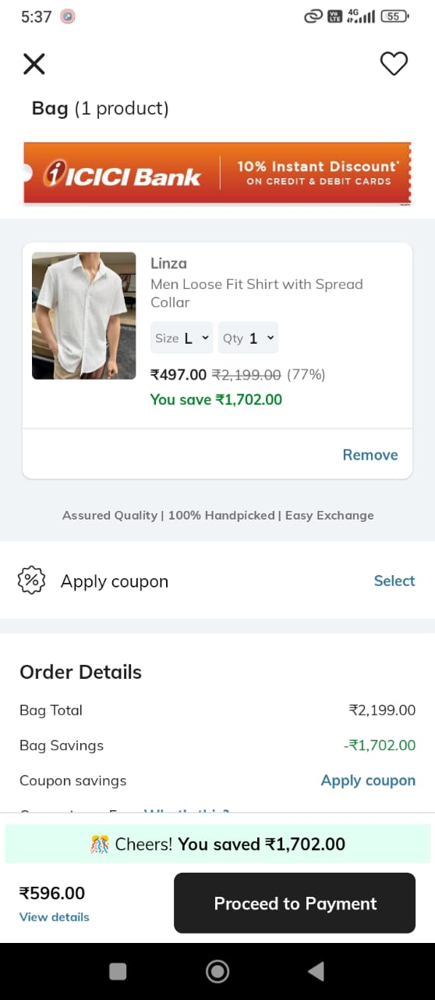 5:37
Vo LTE 4G 55
Bag (1 product)
ICICI Bank
10% Instant Discount*
ON CREDIT & DEBIT CARDS
Linza
Men Loose Fit Shirt with Spread
Collar
Size L Qty 1
₹497.00 ₹2,199.00 (77%)
You save ₹1,702.00
Remove
Assured Quality | 100% Handpicked | Easy Exchange
% Apply coupon Select
Order Details
Bag Total ₹2,199.00
Bag Savings -₹1,702.00
Coupon savings Apply coupon
What's this?
Cheers! You saved ₹1,702.00
₹596.00
View details
Proceed to Payment